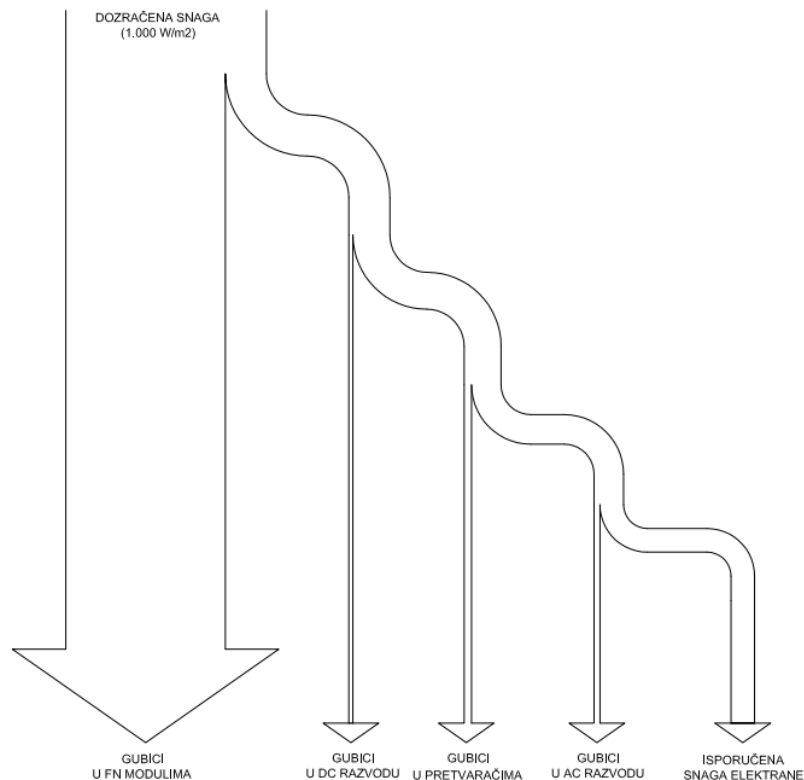 DOZRAČENA SNAGA
(1.000 W/m2)
GUBICI
U FN MODULIMA
GUBICI
U DC RAZVODU
GUBICI
U PRETVARAČIMA
GUBICI
U AC RAZVODU
ISPORUČENA
SNAGA ELEKTRANE